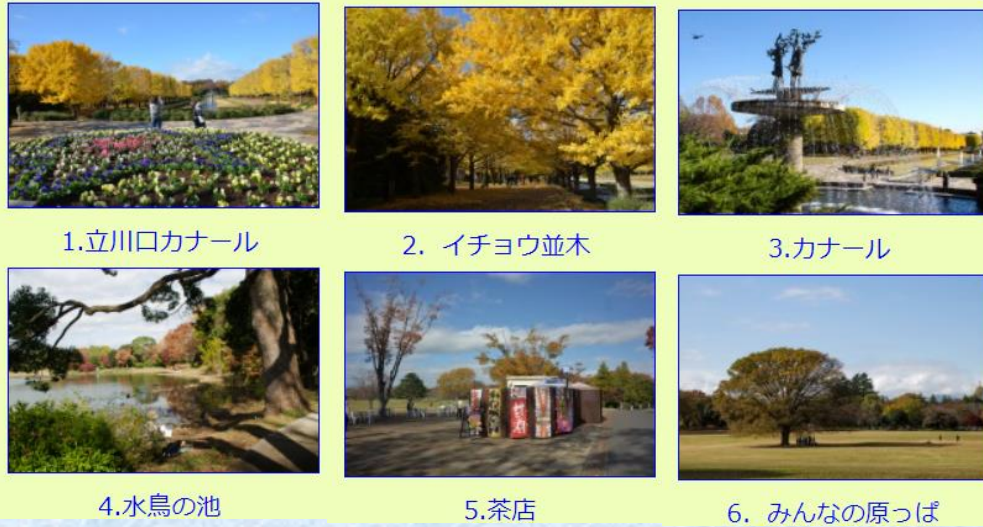 1.立川口カナール
2. イチョウ並木
3.カナール
4.水鳥の池
5.茶店
6. みんなの原っぱ